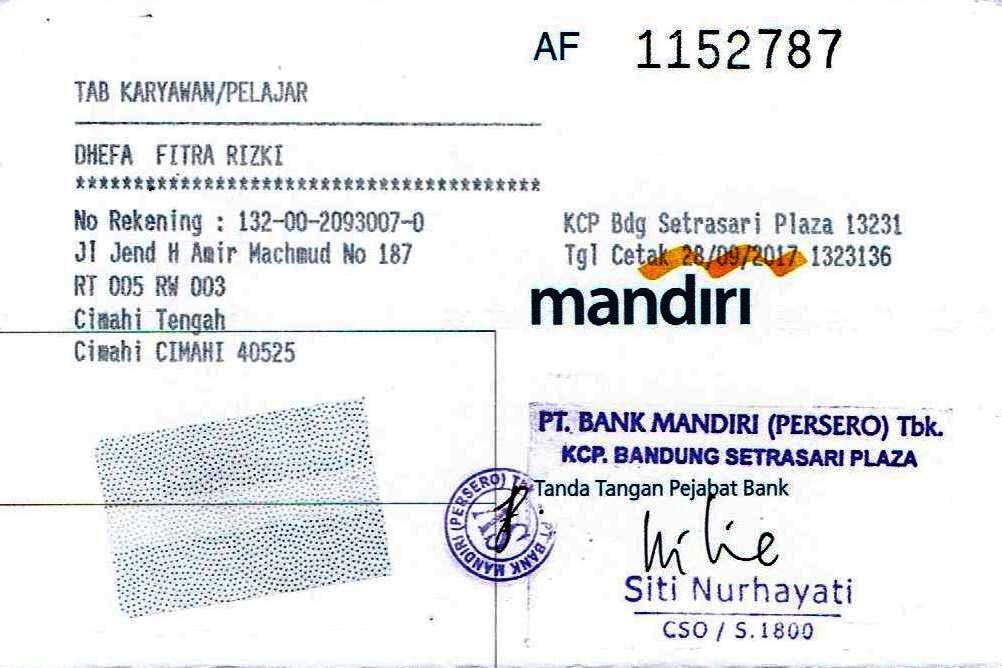 AF 1152787
TAB KARYAWAN/PELAJAR
DHEFA FITRA RIZKI
****************************************
No Rekening : 132-00-2093007-0
Jl Jend H Amir Machmud No 187
RT 005 RW 003
Cimahi Tengah
Cimahi CIMAHI 40525
KCP Bdg Setrasari Plaza 13231
Tgl Cetak 28/09/2017 1323136
mandiri
PT. BANK MANDIRI (PERSERO) Tbk.
KCP. BANDUNG SETRASARI PLAZA
Tanda Tangan Pejabat Bank
Siti Nurhayati
CSO / S.1800
PT BANK MANDIRI (PERSERO)